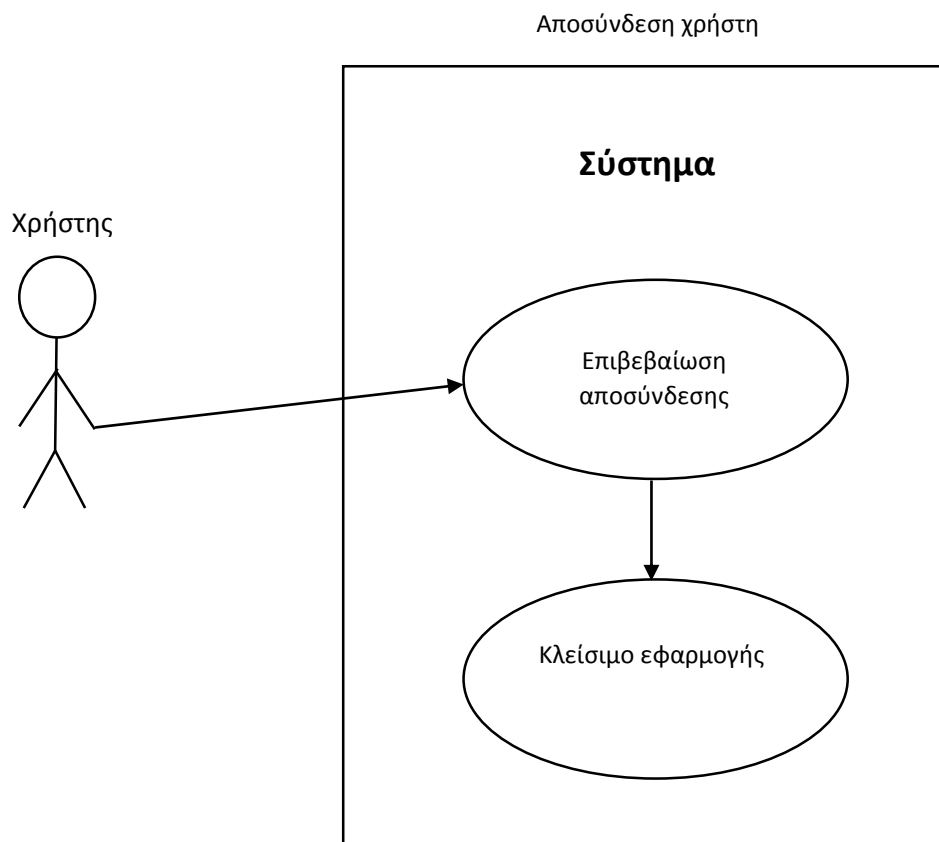 Αποσύνδεση χρήστη
Σύστημα
Χρήστης
Επιβεβαίωση
αποσύνδεσης
Κλείσιμο εφαρμογής